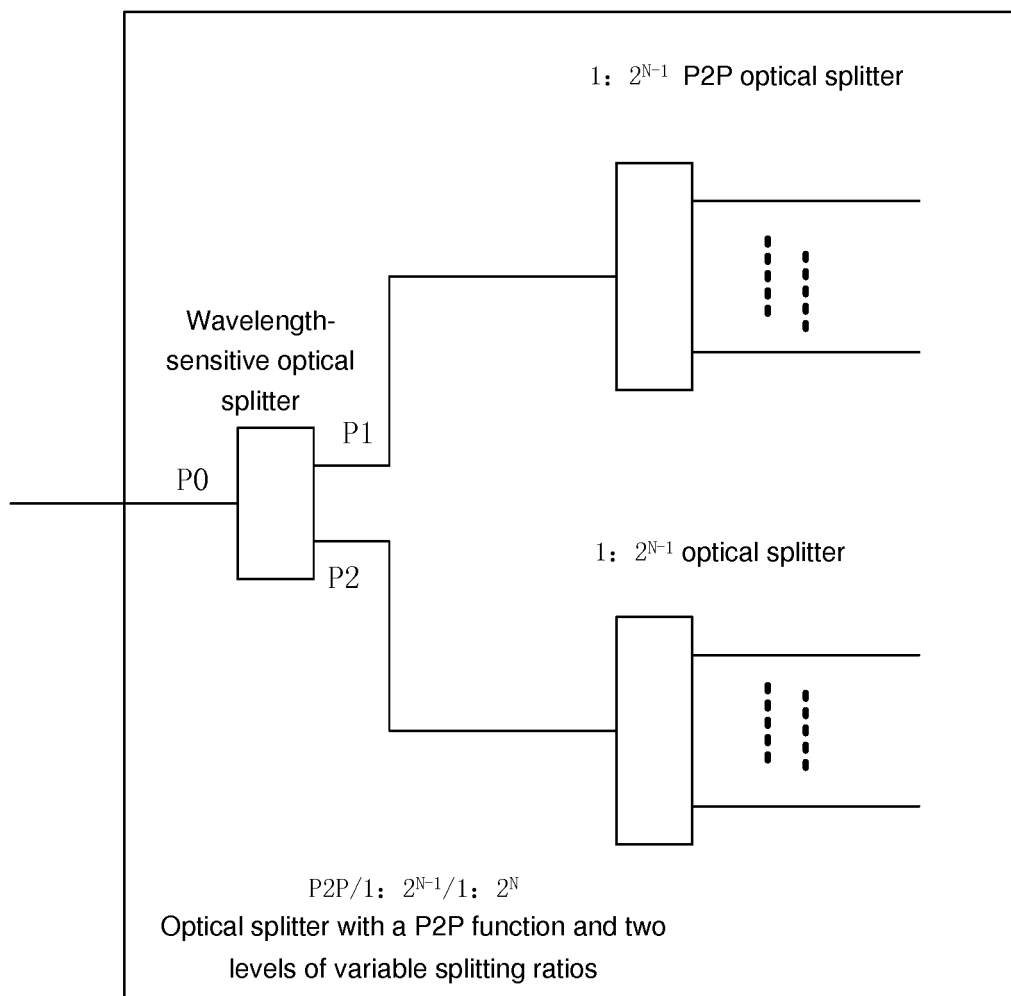 1: 2^{N-1} P2P optical splitter
Wavelength-
sensitive optical
splitter
P1
P0
1: 2^{N-1} optical splitter
P2
P2P/1: 2^{N-1}/1: 2^{N}
Optical splitter with a P2P function and two
levels of variable splitting ratios